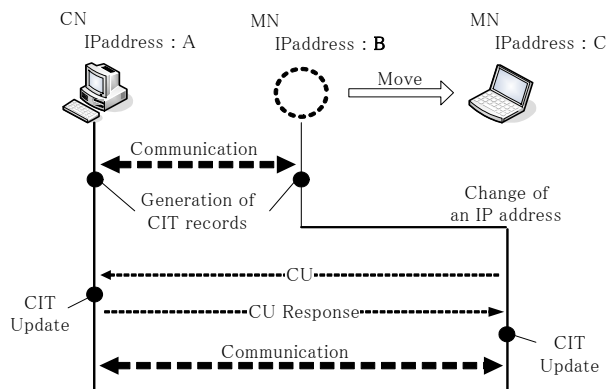 CN
IPaddress : A
MN
IPaddress : B
MN
IPaddress : C
Move
Communication
Generation of
CIT records
Change of
an IP address
CU
CIT
Update
CU Response
CIT
Update
Communication